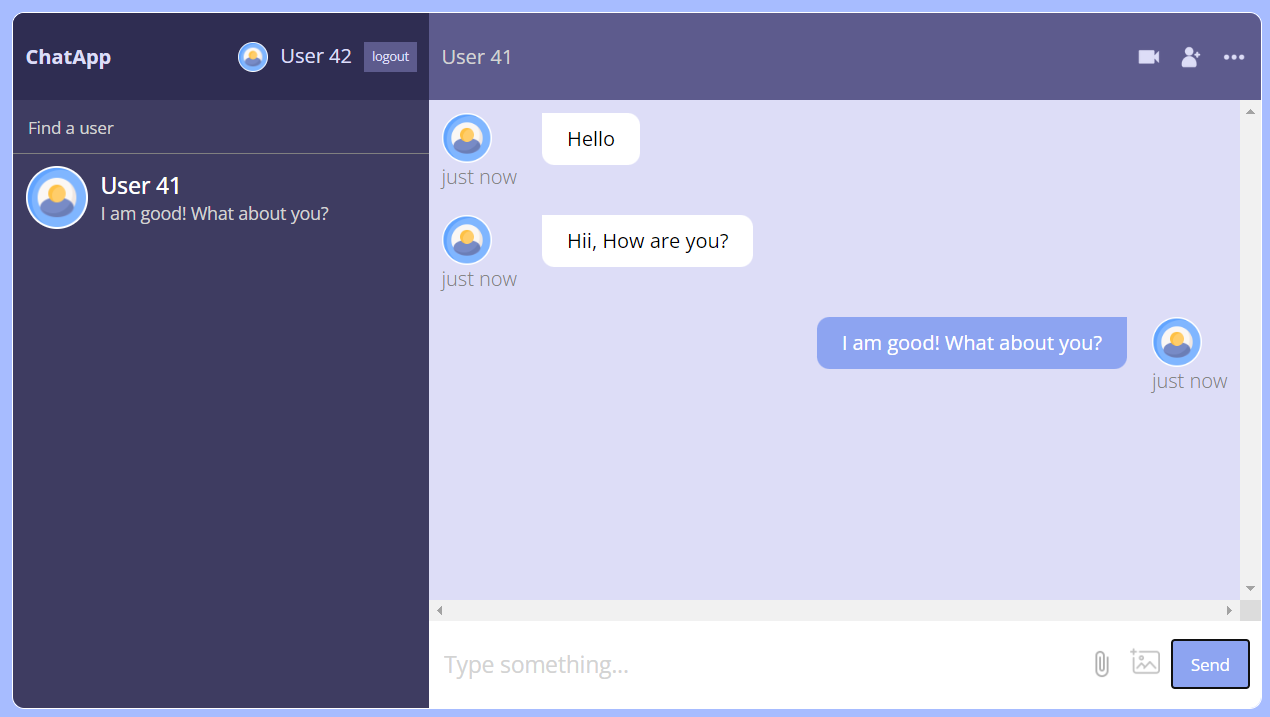 ChatApp
User 42
logout
User 41
Find a user
User 41
I am good! What about you?
Hello
just now
Hii, How are you?
just now
I am good! What about you?
just now
Type something...
Send